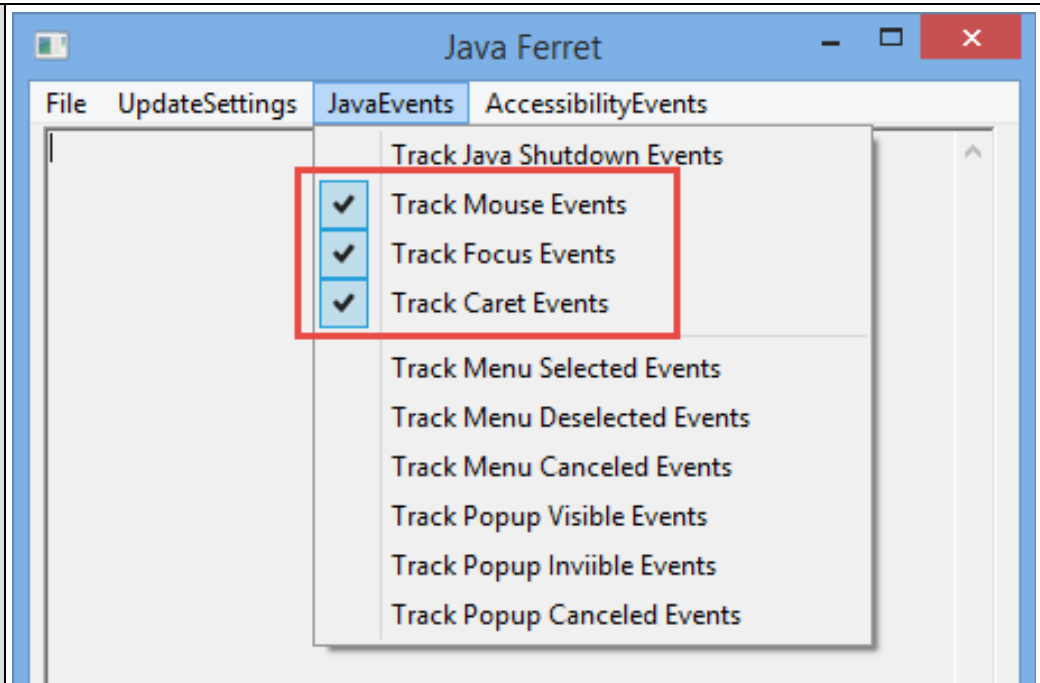 Java Ferret
File UpdateSettings JavaEvents AccessibilityEvents
Track Java Shutdown Events
Track Mouse Events
Track Focus Events
Track Caret Events
Track Menu Selected Events
Track Menu Deselected Events
Track Menu Canceled Events
Track Popup Visible Events
Track Popup Inviible Events
Track Popup Canceled Events